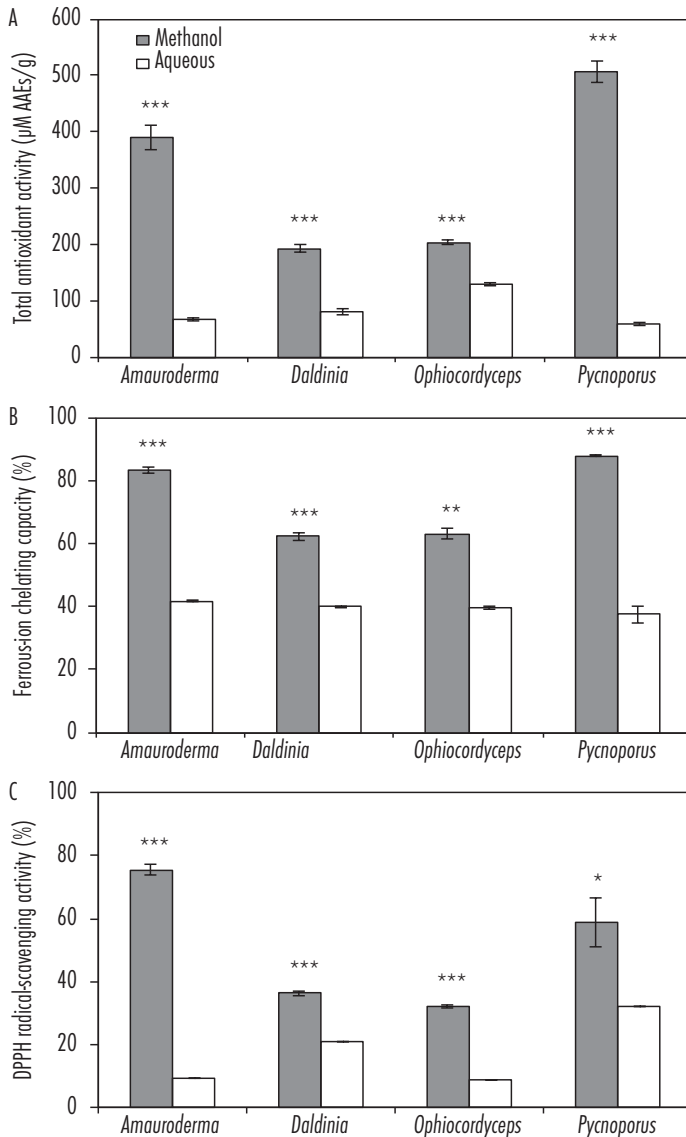 A
Total antioxidant activity (µM AAEs/g)
600
500
400
300
200
100
0
Methanol
Aqueous
***
***
***
***
Amauroderma Daldinia Ophiocordyceps Pycnoporus
B
Ferrous-ion chelating capacity (%)
100
80
60
40
20
0
***
***
**
***
Amauroderma Daldinia Ophiocordyceps Pycnoporus
C
DPPH radical-scavenging activity (%)
100
80
60
40
20
0
***
***
***
*
Amauroderma Daldinia Ophiocordyceps Pycnoporus